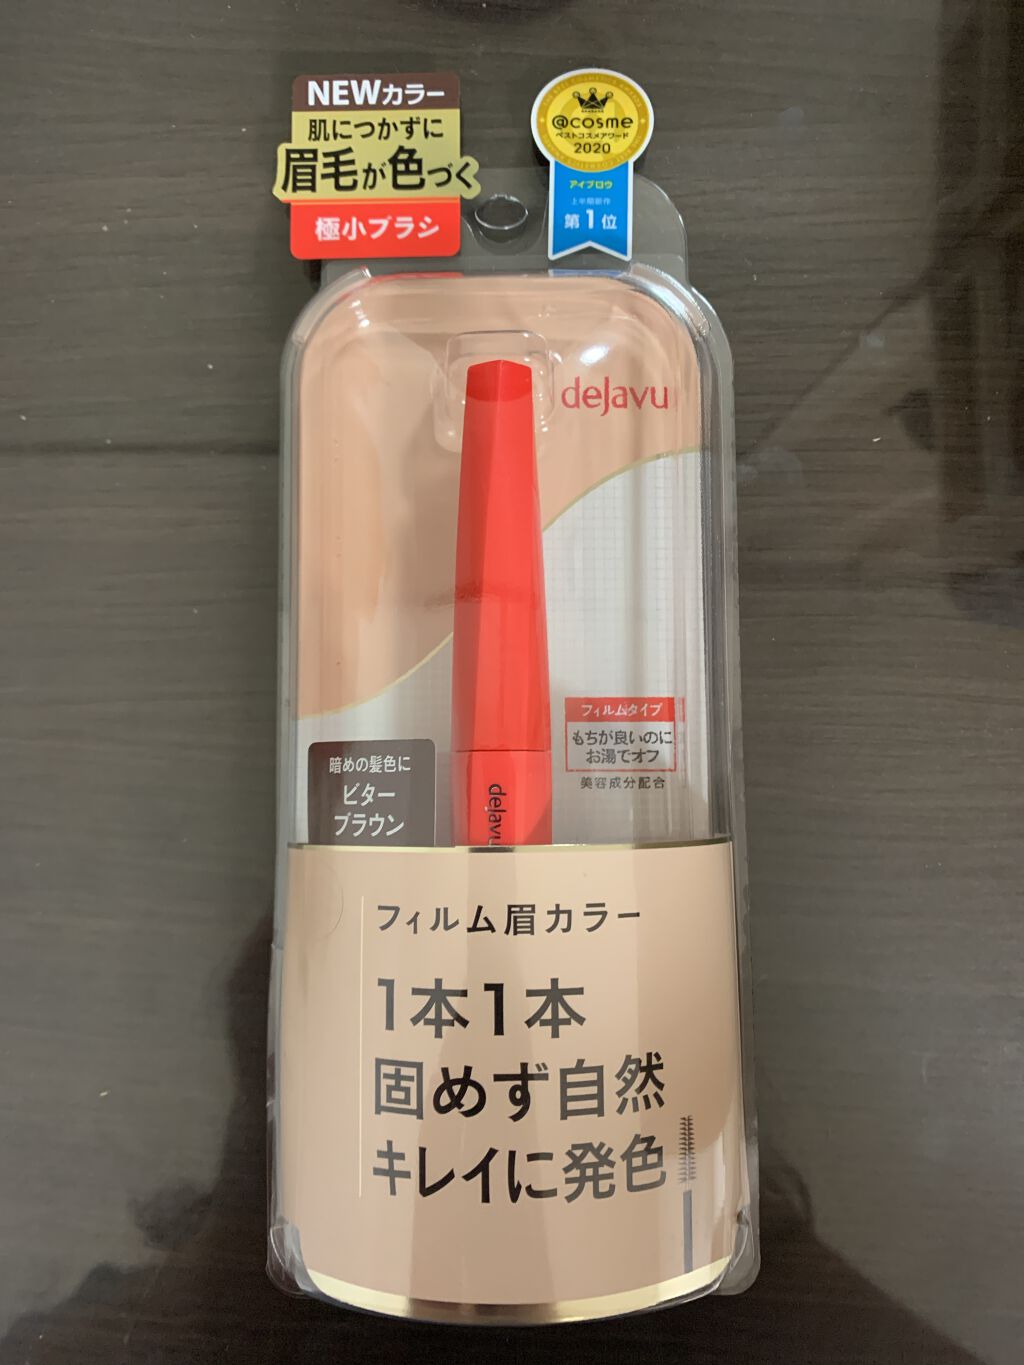 NEWカラー
肌につかずに
眉毛が色づく
極小ブラシ
@cosme
ベストコスメアワード
2020
アイブロウ
上半期新作
第1位
dejavu
フィルムタイプ
もちが良いのに
お湯でオフ
美容成分配合
暗めの髪色に
ビター
ブラウン
dejavu
フィルム眉カラー
1本1本
固めず自然
キレイに発色